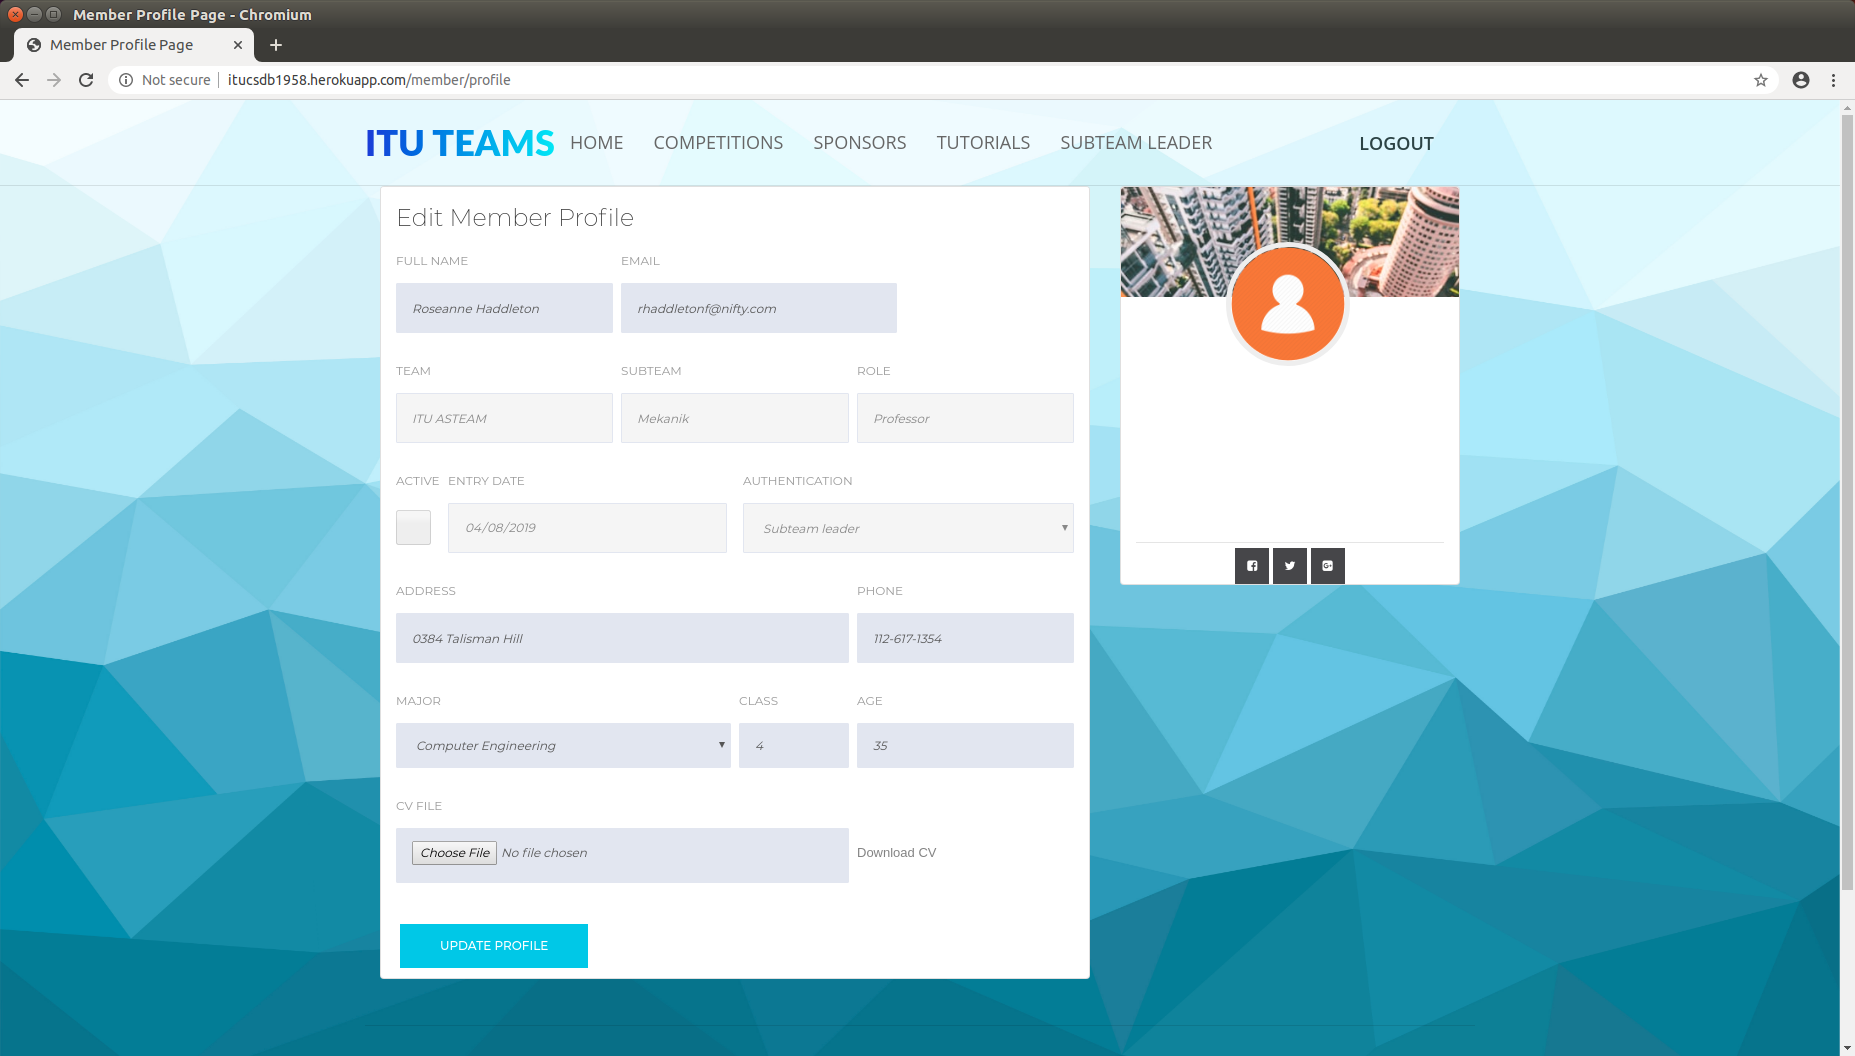 Member Profile Page - Chromium
Member Profile Page
Not secure itucsdb1958.herokuapp.com/member/profile
ITU TEAMS HOME COMPETITIONS SPONSORS TUTORIALS SUBTEAM LEADER LOGOUT
Edit Member Profile
FULL NAME EMAIL
Roseanne Haddleton rhaddletonf@nifty.com
TEAM SUBTEAM ROLE
ITU ASTEAM Mekanik Professor
ACTIVE ENTRY DATE AUTHENTICATION
04/08/2019 Subteam leader
ADDRESS PHONE
0384 Talisman Hill 112-617-1354
MAJOR CLASS AGE
Computer Engineering 4 35
CV FILE
Choose File No file chosen Download CV
UPDATE PROFILE